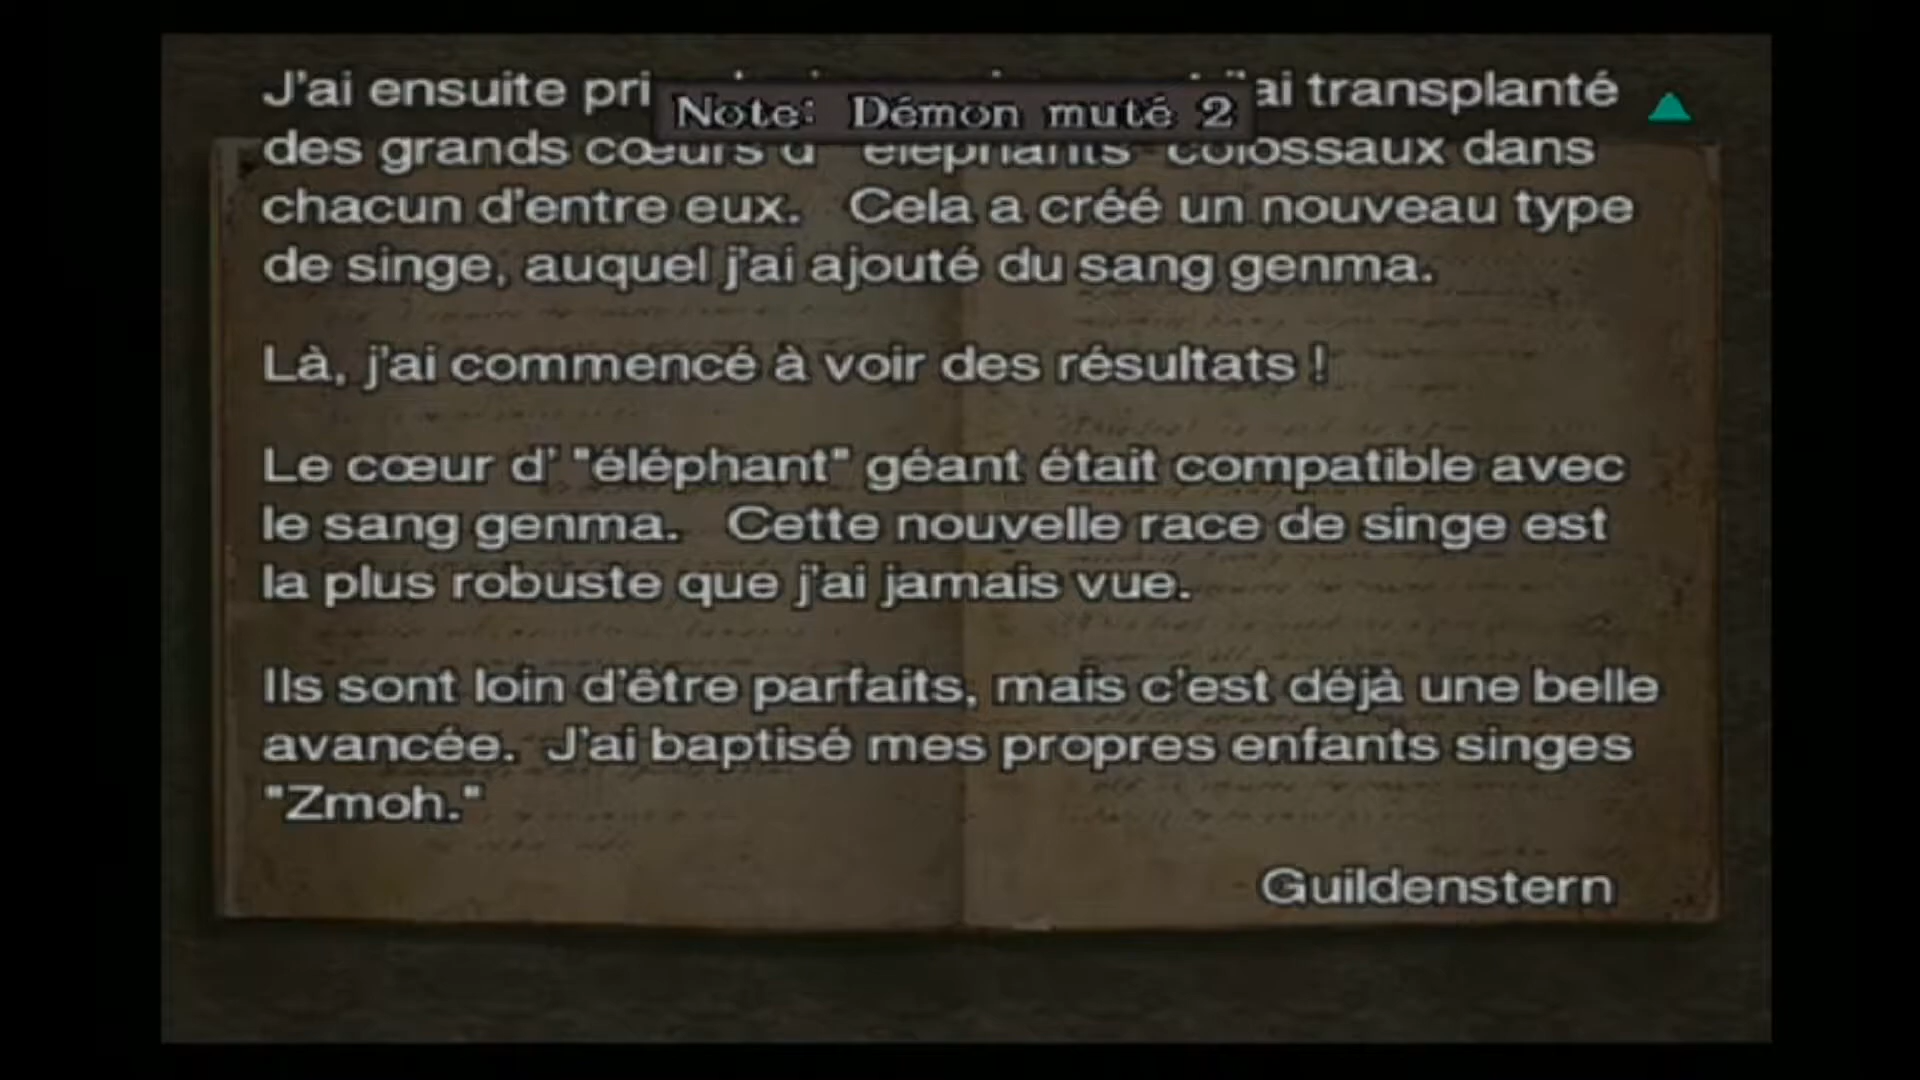 Note: Démon muté 2
J'ai ensuite pri ai transplanté
des grands cœurs d' "éléphants" colossaux dans
chacun d'entre eux. Cela a créé un nouveau type
de singe, auquel j'ai ajouté du sang genma.
Là, j'ai commencé à voir des résultats !
Le cœur d' "éléphant" géant était compatible avec
le sang genma. Cette nouvelle race de singe est
la plus robuste que j'ai jamais vue.
Ils sont loin d'être parfaits, mais c'est déjà une belle
avancée. J'ai baptisé mes propres enfants singes
"Zmoh."
Guildenstern